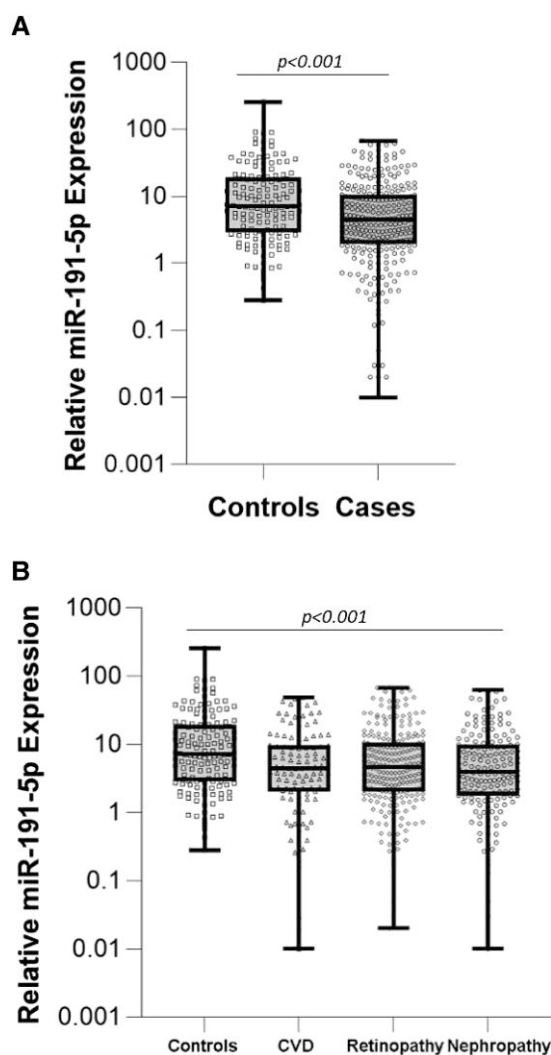 A
p<0.001
Relative miR-191-5p Expression
1000
100
10
1
0.1
0.01
0.001
Controls Cases
B
p<0.001
Relative miR-191-5p Expression
1000
100
10
1
0.1
0.01
0.001
Controls CVD Retinopathy Nephropathy